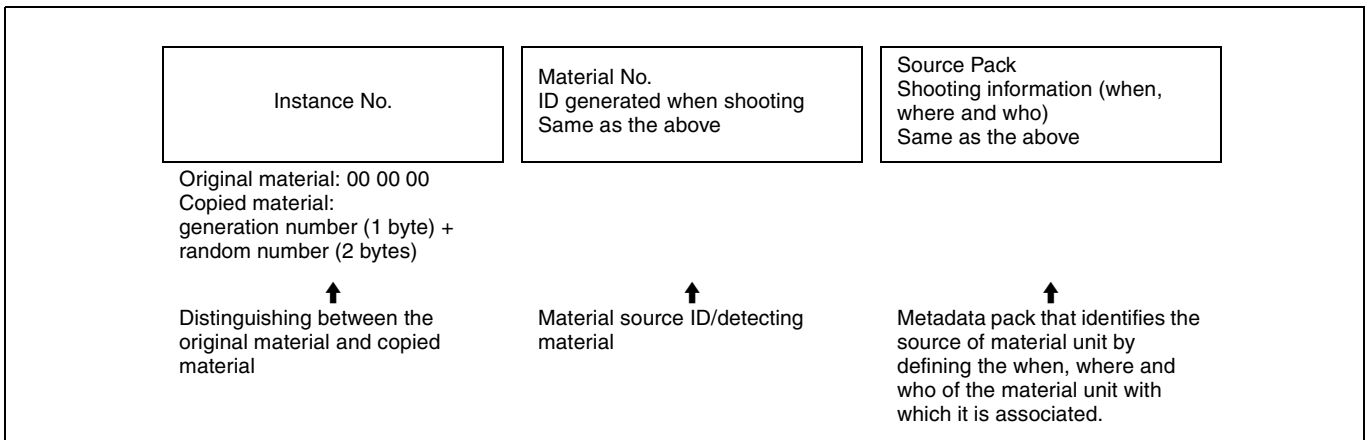 Instance No.
Original material: 00 00 00
Copied material:
generation number (1 byte) +
random number (2 bytes)
Distinguishing between the
original material and copied
material
Material No.
ID generated when shooting
Same as the above
Material source ID/detecting
material
Source Pack
Shooting information (when,
where and who)
Same as the above
Metadata pack that identifies the
source of material unit by
defining the when, where and
who of the material unit with
which it is associated.